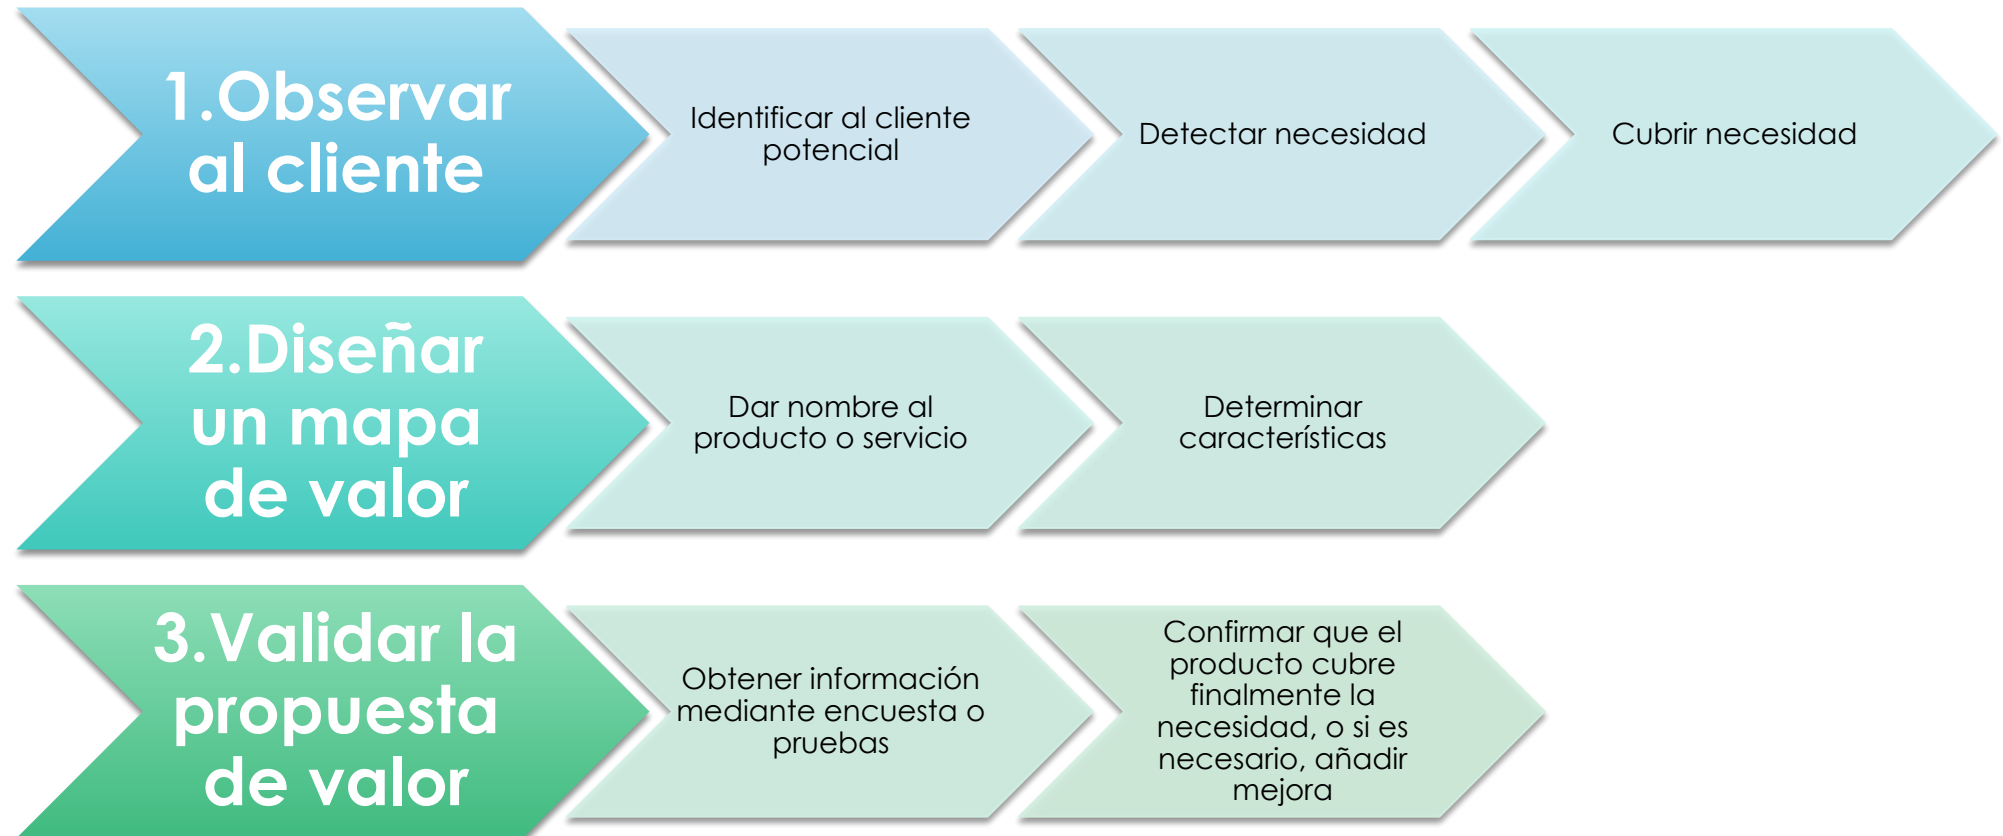 1.Observar
al cliente
Identificar al cliente
potencial
Detectar necesidad
Cubrir necesidad
2.Diseñar
un mapa
de valor
Dar nombre al
producto o servicio
Determinar
características
3.Validar la
propuesta
de valor
Obtener información
mediante encuesta o
pruebas
Confirmar que el
producto cubre
finalmente la
necesidad, o si es
necesario, añadir
mejora